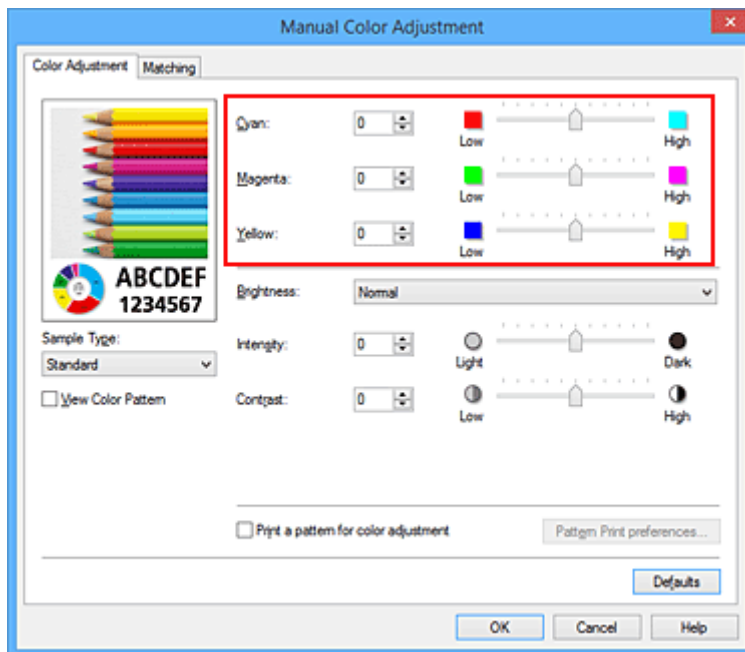 Manual Color Adjustment
Color Adjustment Matching
Cyan: 0 Low High
Magenta: 0 Low High
Yellow: 0 Low High
ABCDEF
1234567
Brightness: Normal
Sample Type:
Standard
Intensity: 0 Light Dark
View Color Pattern
Contrast: 0 Low High
Print a pattern for color adjustment Pattern Print preferences...
Defaults
OK Cancel Help